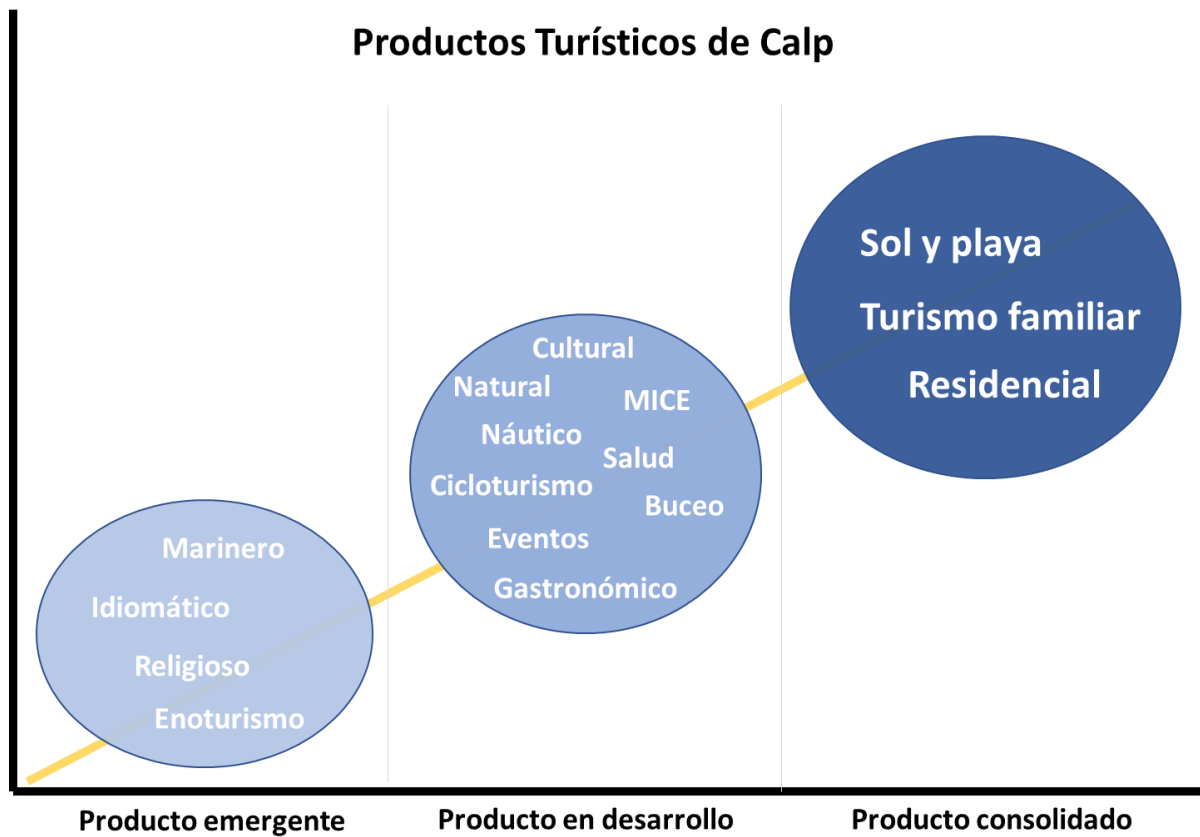 Productos Turísticos de Calp
Sol y playa
Turismo familiar
Residencial
Cultural
Natural
MICE
Náutico
Salud
Cicloturismo
Buceo
Eventos
Gastronómico
Marinero
Idiomático
Religioso
Enoturismo
Producto emergente
Producto en desarrollo
Producto consolidado